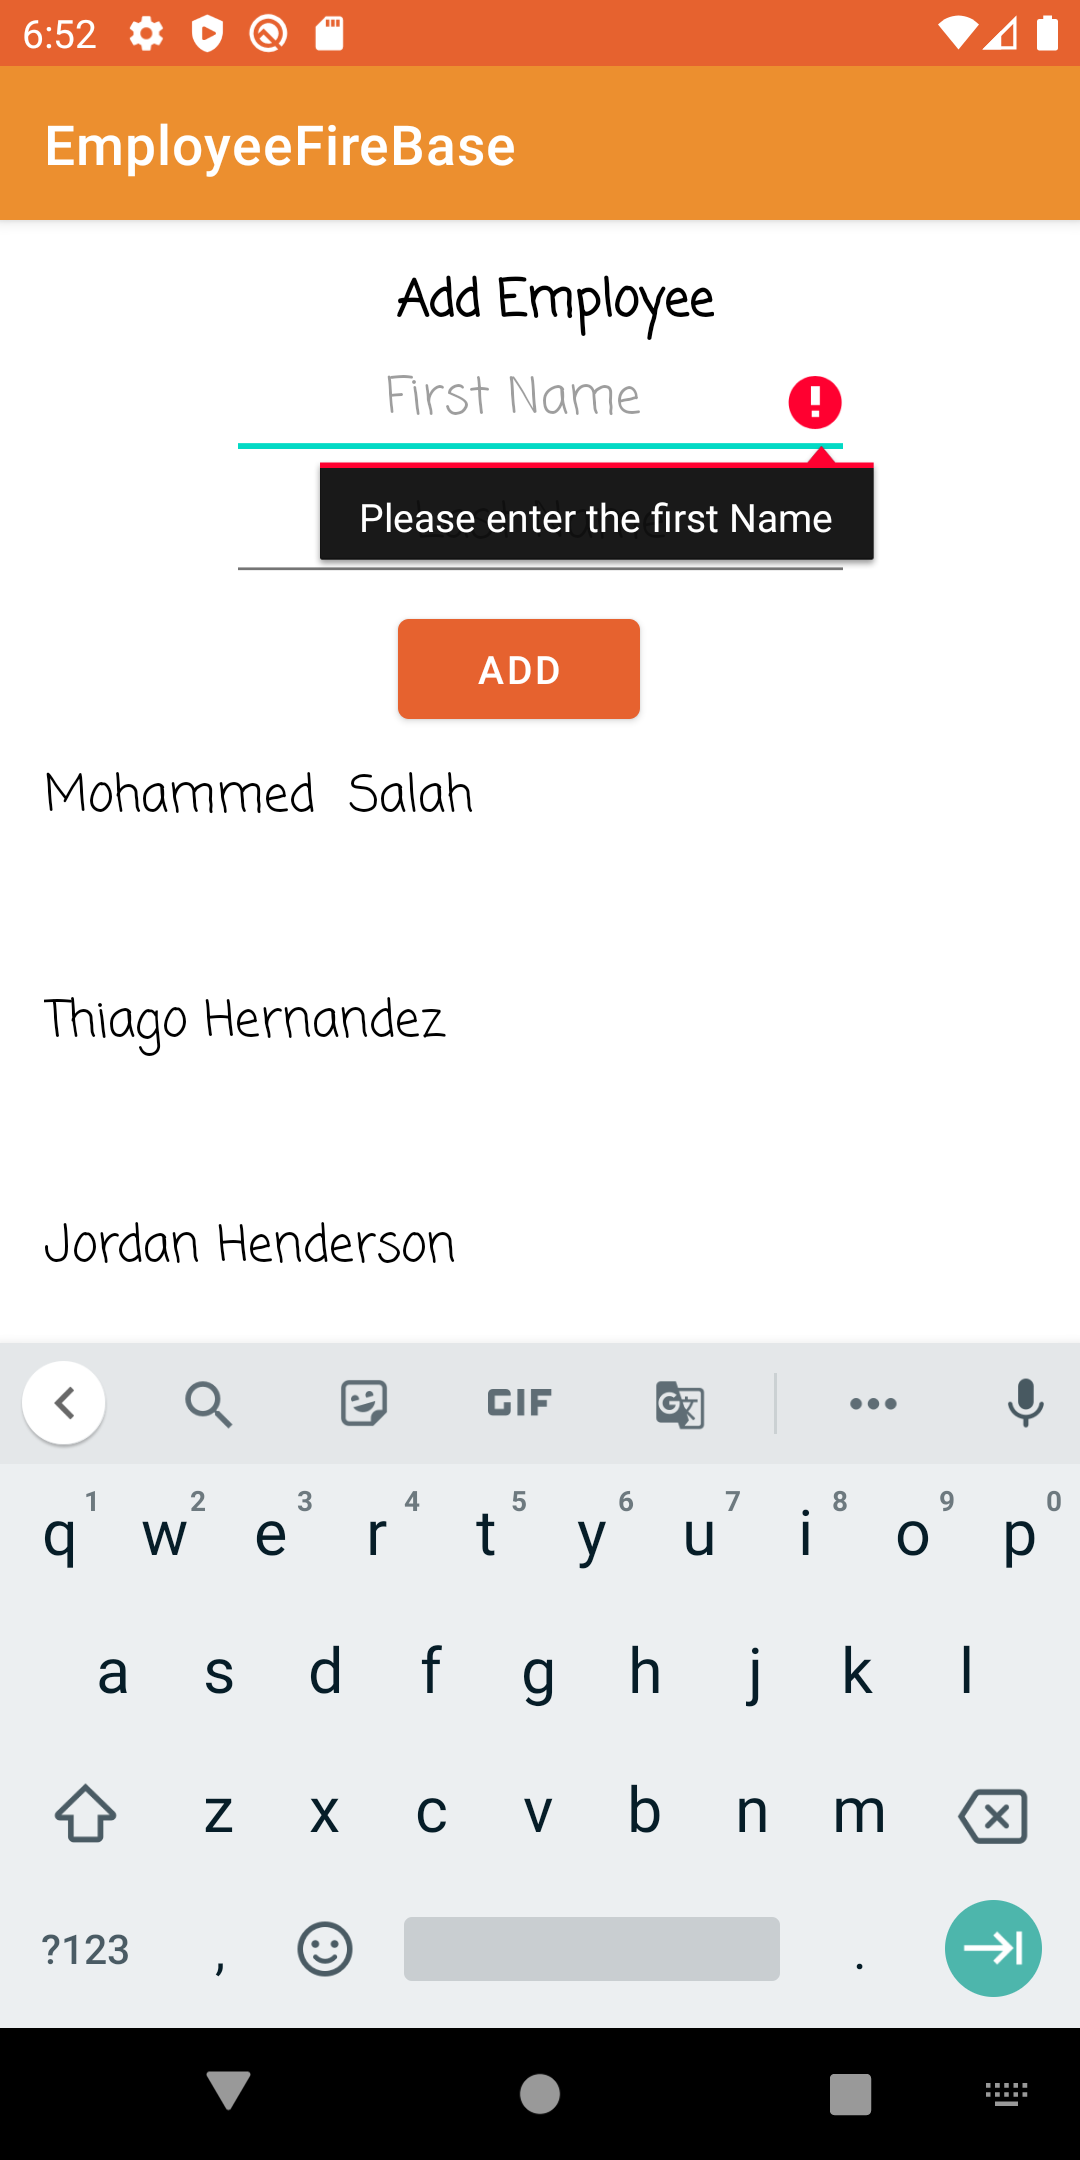 6:52
EmployeeFireBase
Add Employee
First Name
Please enter the first Name
ADD
Mohammed Salah
Thiago Hernandez
Jordan Henderson
GIF
1 2 3 4 5 6 7 8 9 0
q w e r t y u i o p
a s d f g h j k l
z x c v b n m
?123 , .